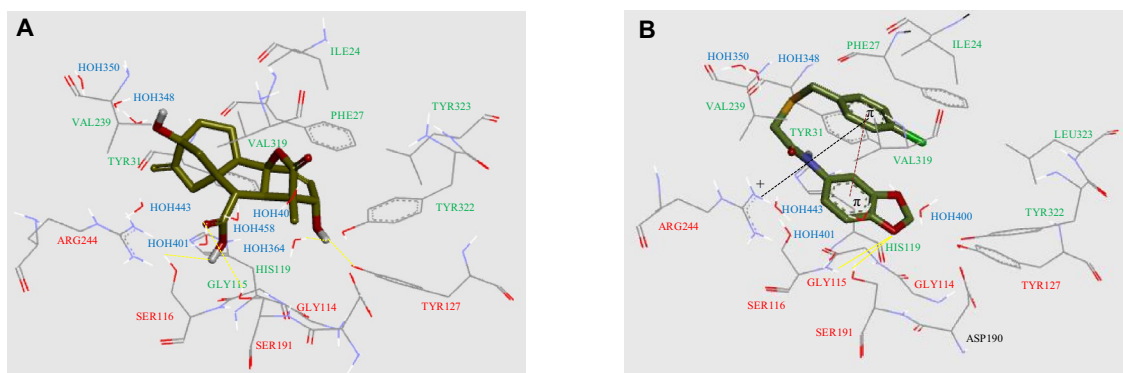 A
ILE24
HOH350
HOH348
TYR323
VAL239
PHE27
VAL319
TYR31
HOH443
HOH40
TYR322
HOH458
ARG244
HOH401
HOH364
HIS119
GLY115
GLY114
TYR127
SER116
SER191
B
PHE27
ILE24
HOH350
HOH348
VAL239
π
TYR31
LEU323
VAL319
+
π
HOH443
HOH400
TYR322
ARG244
HOH401
HIS119
GLY115
GLY114
TYR127
SER116
SER191
ASP190